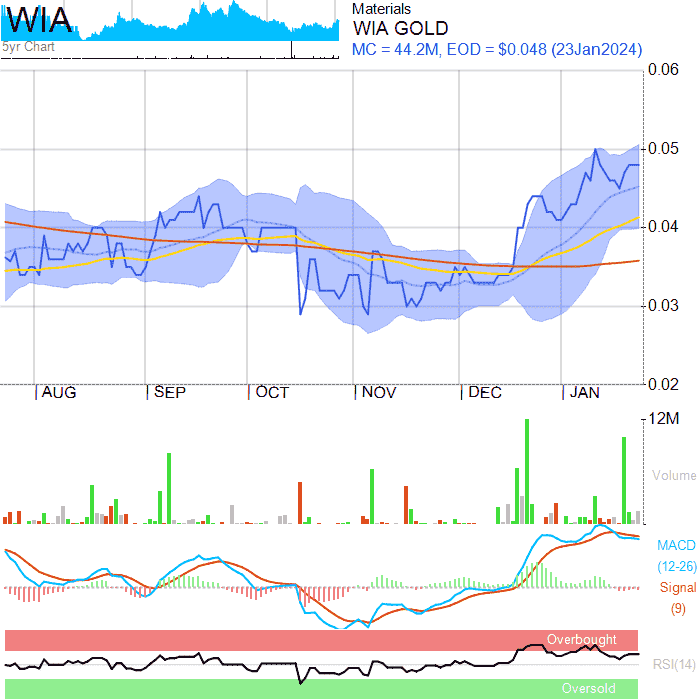 WIA
5yr Chart
Materials
WIA GOLD
MC = 44.2M, EOD = $0.048 (23Jan2024)
0.06
0.05
0.04
0.03
0.02
AUG SEP OCT NOV DEC JAN
12M
Volume
MACD
(12-26)
Signal
(9)
Overbought
RSI(14)
Oversold